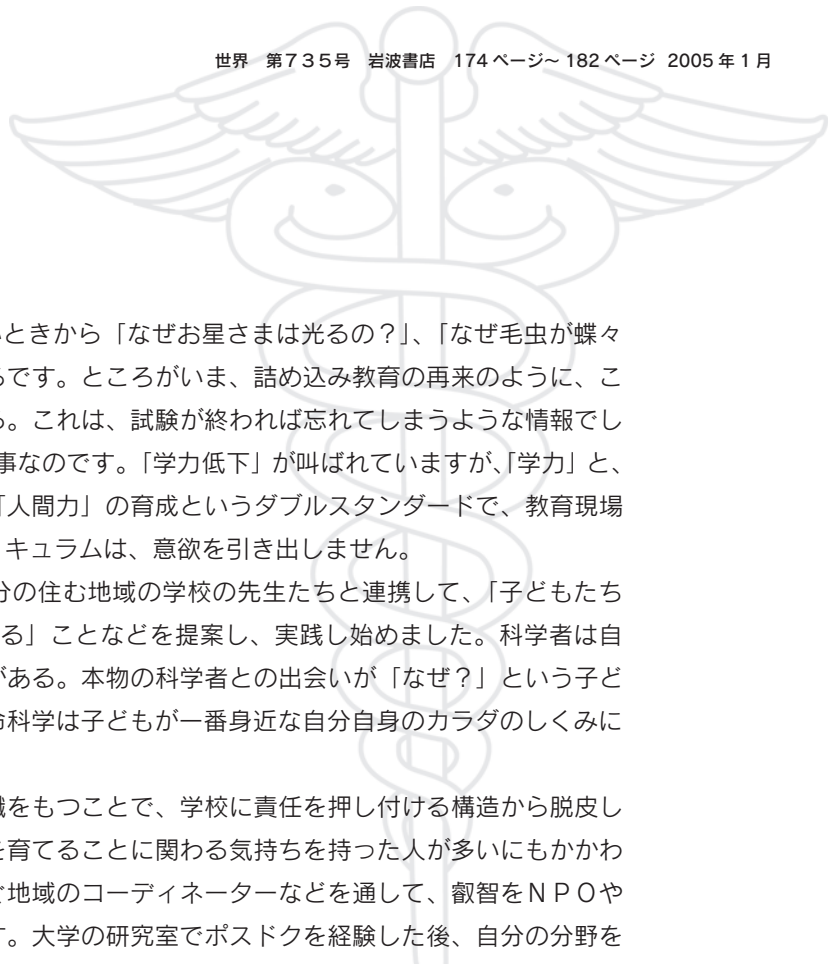 世界　第７３５号　岩波書店　174ページ～182ページ 2005年1月
ときから「なぜお星さまは光るの？」、「なぜ毛虫が蝶々
です。ところがいま、詰め込み教育の再来のように、こ
。これは、試験が終われば忘れてしまうような情報でし
事なのです。「学力低下」が叫ばれていますが、「学力」と、
「人間力」の育成というダブルスタンダードで、教育現場
キュラムは、意欲を引き出しません。
分の住む地域の学校の先生たちと連携して、「子どもたち
る」ことなどを提案し、実践し始めました。科学者は自
がある。本物の科学者との出会いが「なぜ？」という子ど
命科学は子どもが一番身近な自分自身のカラダのしくみに
識をもつことで、学校に責任を押し付ける構造から脱皮し
を育てることに関わる気持ちを持った人が多いにもかかわ
地域のコーディネーターなどを通して、叡智をＮＰＯや
す。大学の研究室でポスドクを経験した後、自分の分野を